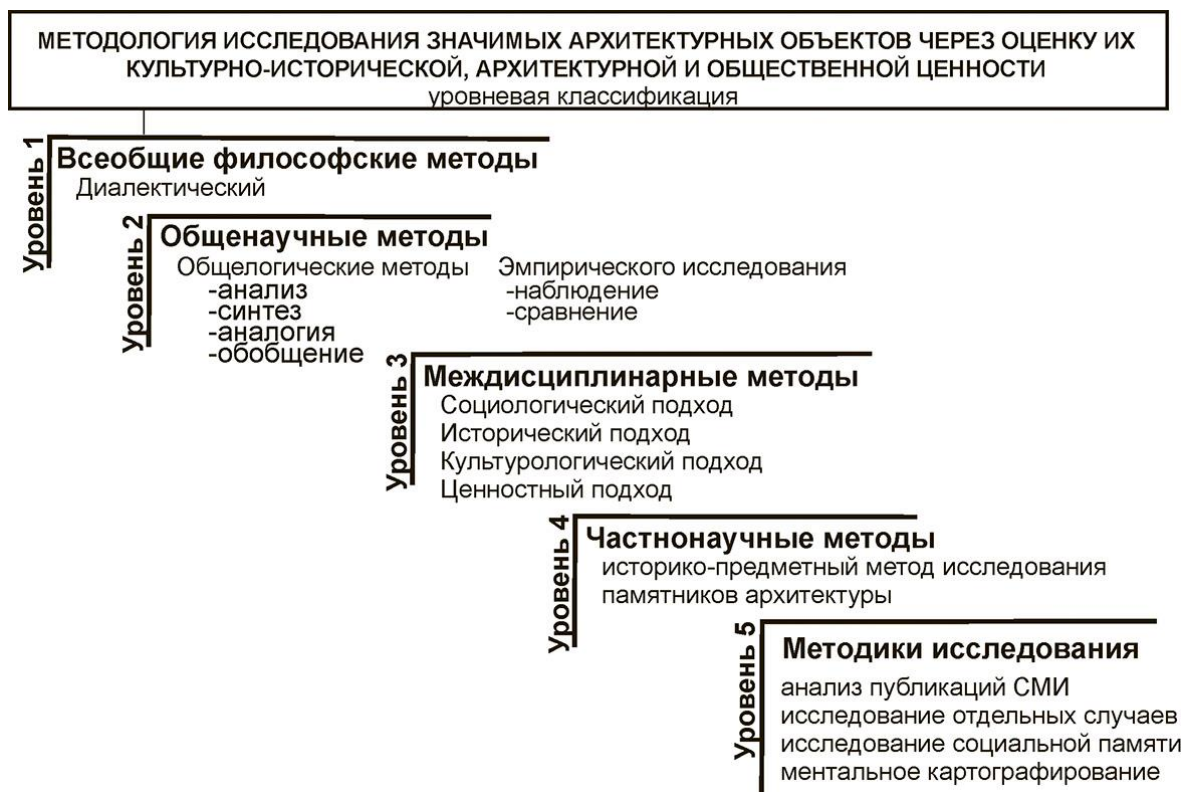 МЕТОДОЛОГИЯ ИССЛЕДОВАНИЯ ЗНАЧИМЫХ АРХИТЕКТУРНЫХ ОБЪЕКТОВ ЧЕРЕЗ ОЦЕНКУ ИХ
КУЛЬТУРНО-ИСТОРИЧЕСКОЙ, АРХИТЕКТУРНОЙ И ОБЩЕСТВЕННОЙ ЦЕННОСТИ
уровневая классификация
Уровень 1
Всеобщие философские методы
Диалектический
Уровень 2
Общенаучные методы
Общелогические методы
-анализ
-синтез
-аналогия
-обобщение
Эмпирического исследования
-наблюдение
-сравнение
Уровень 3
Междисциплинарные методы
Социологический подход
Исторический подход
Культурологический подход
Ценностный подход
Уровень 4
Частнонаучные методы
историко-предметный метод исследования
памятников архитектуры
Уровень 5
Методики исследования
анализ публикаций СМИ
исследование отдельных случаев
исследование социальной памяти
ментальное картографирование